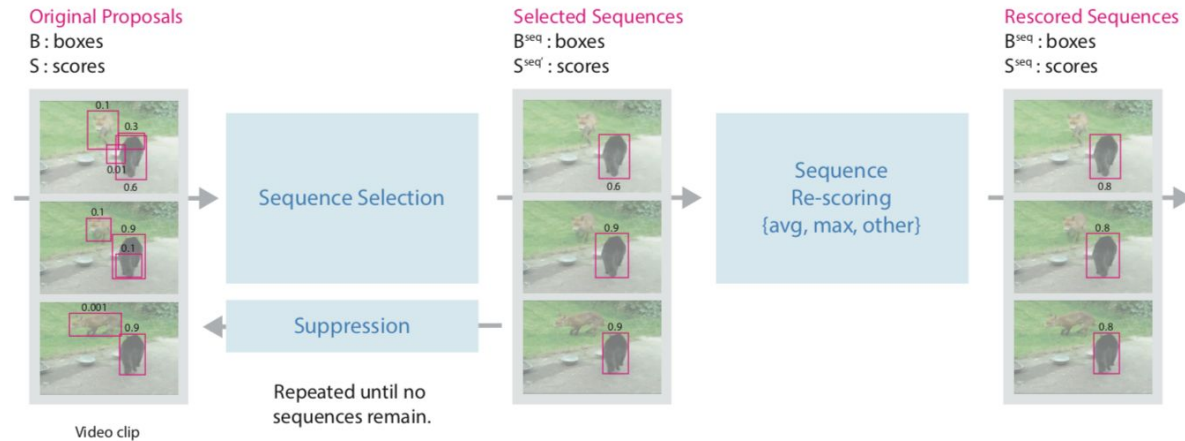 Original Proposals
B : boxes
S : scores
0.1
0.3
0.01
0.6
0.1
0.9
0.1
0.001
0.9
Video clip
Sequence Selection
Suppression
Repeated until no
sequences remain.
Selected Sequences
B^seq : boxes
S^seq' : scores
0.6
0.9
0.9
Sequence
Re-scoring
{avg, max, other}
Rescored Sequences
B^seq : boxes
S^seq : scores
0.8
0.8
0.8